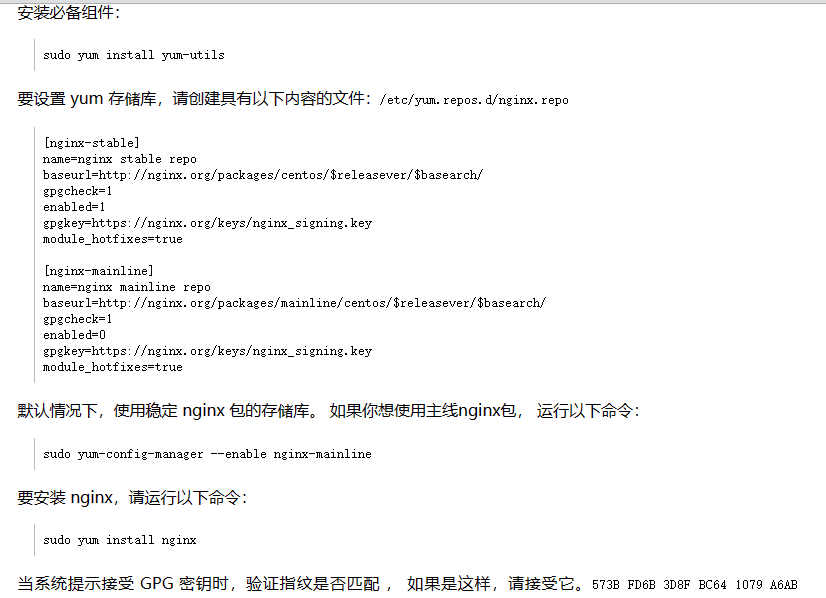 安装必备组件：
sudo yum install yum-utils
要设置 yum 存储库，请创建具有以下内容的文件：/etc/yum.repos.d/nginx.repo
[nginx-stable]
name=nginx stable repo
baseurl=http://nginx.org/packages/centos/$releasever/$basearch/
gpgcheck=1
enabled=1
gpgkey=https://nginx.org/keys/nginx_signing.key
module_hotfixes=true
[nginx-mainline]
name=nginx mainline repo
baseurl=http://nginx.org/packages/mainline/centos/$releasever/$basearch/
gpgcheck=1
enabled=0
gpgkey=https://nginx.org/keys/nginx_signing.key
module_hotfixes=true
默认情况下，使用稳定 nginx 包的存储库。 如果你想使用主线nginx包， 运行以下命令：
sudo yum-config-manager --enable nginx-mainline
要安装 nginx，请运行以下命令：
sudo yum install nginx
当系统提示接受 GPG 密钥时，验证指纹是否匹配 ， 如果是这样，请接受它。573B FD6B 3D8F BC64 1079 A6AB